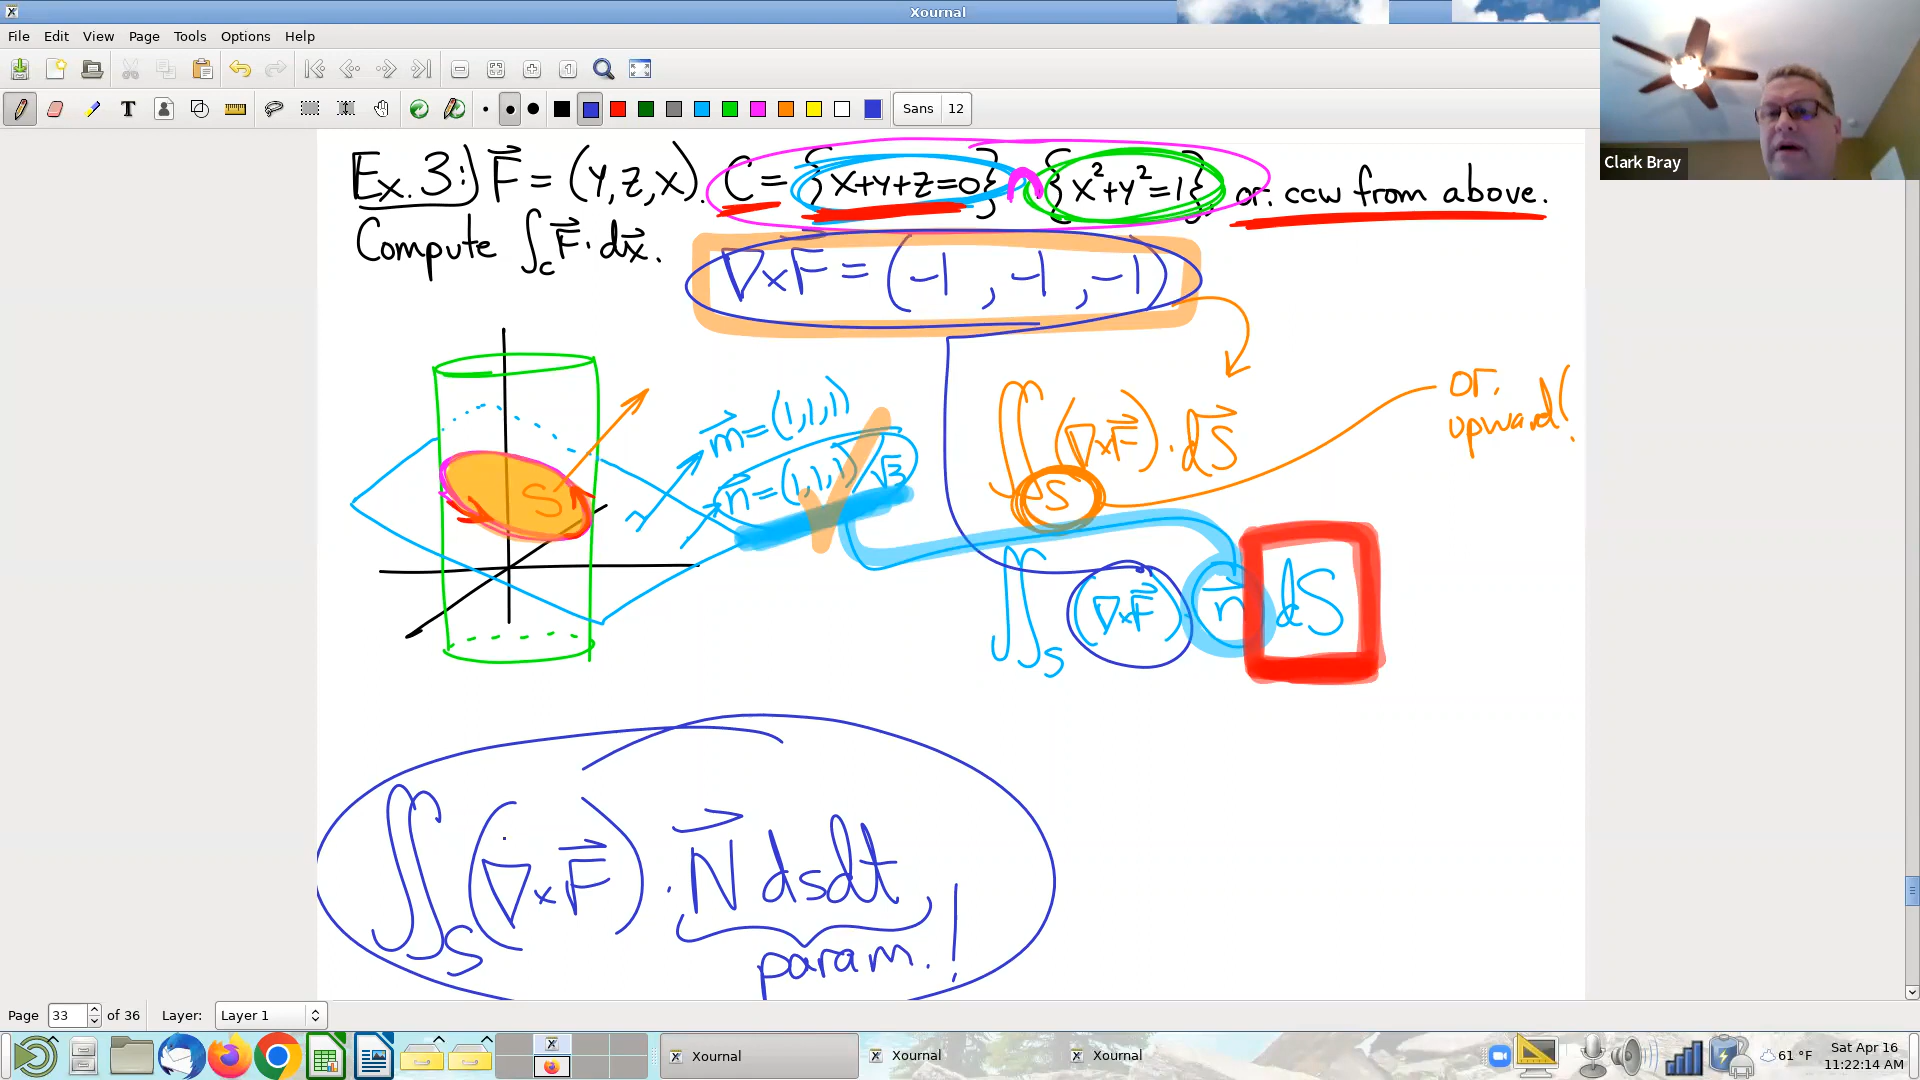 Xournal
File Edit View Page Tools Options Help
Sans 12
Clark Bray
Ex. 3: F⃗ = (y,z,x). C = {x+y+z=0} ∩ {x²+y²=1}, or. ccw from above.
Compute ∫_C F⃗·dx⃗.
∇×F⃗ = (-1, -1, -1)
m⃗=(1,1,1)
n⃗=(1,1,1)/√3
S
∬_S (∇×F⃗)·dS⃗
or. upward!
∬_S (∇×F⃗)·n⃗ dS
∬_S (∇×F⃗)·N⃗ dsdt
param.!
Page 33 of 36 Layer: Layer 1
Xournal Xournal Xournal
61 °F
Sat Apr 16
11:22:14 AM